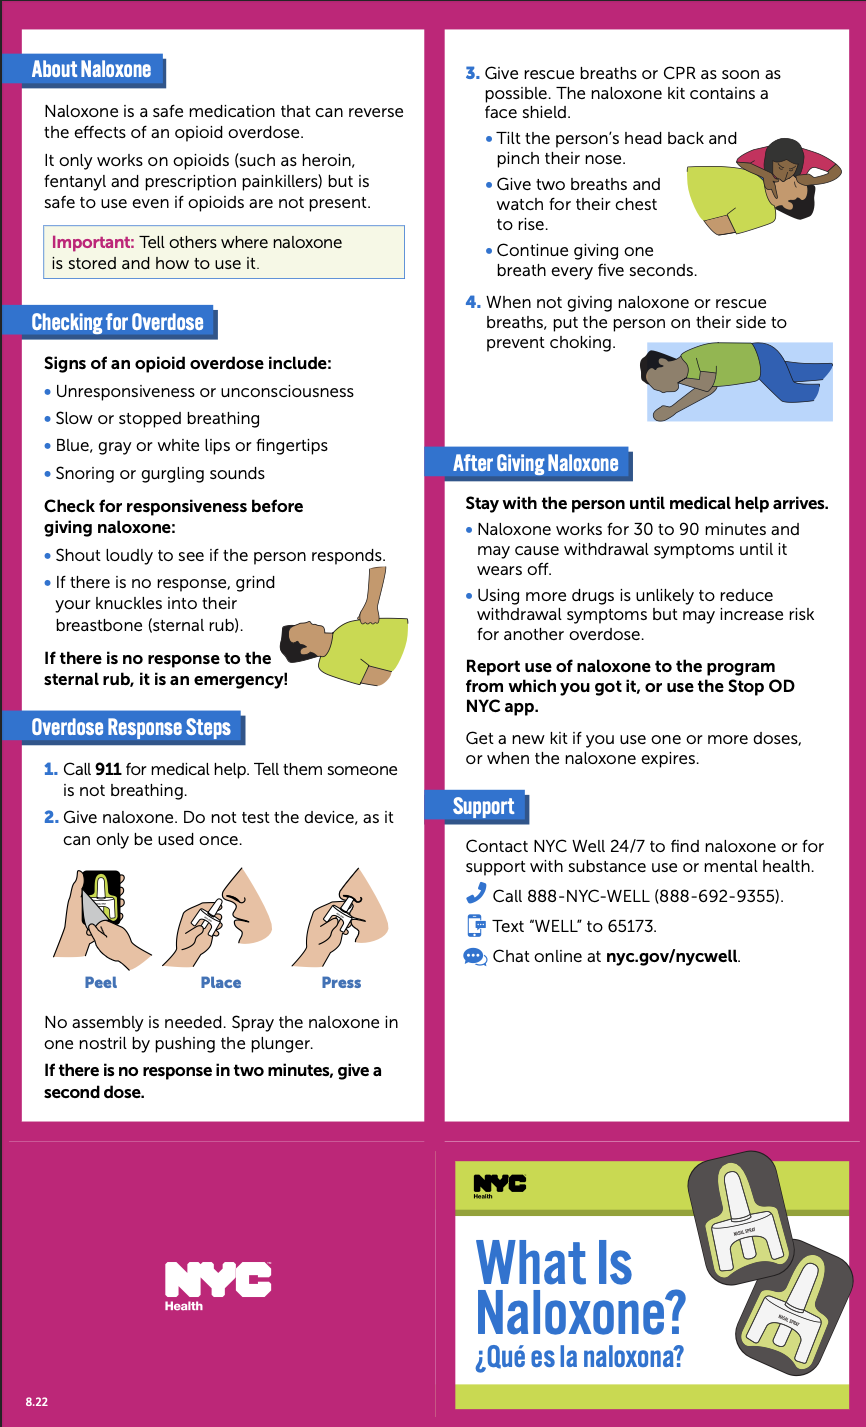 About Naloxone
Naloxone is a safe medication that can reverse
the effects of an opioid overdose.
It only works on opioids (such as heroin,
fentanyl and prescription painkillers) but is
safe to use even if opioids are not present.
Important: Tell others where naloxone
is stored and how to use it.
Checking for Overdose
Signs of an opioid overdose include:
• Unresponsiveness or unconsciousness
• Slow or stopped breathing
• Blue, gray or white lips or fingertips
• Snoring or gurgling sounds
Check for responsiveness before
giving naloxone:
• Shout loudly to see if the person responds.
• If there is no response, grind
your knuckles into their
breastbone (sternal rub).
If there is no response to the
sternal rub, it is an emergency!
Overdose Response Steps
1. Call 911 for medical help. Tell them someone
is not breathing.
2. Give naloxone. Do not test the device, as it
can only be used once.
Peel
Place
Press
No assembly is needed. Spray the naloxone in
one nostril by pushing the plunger.
If there is no response in two minutes, give a
second dose.
3. Give rescue breaths or CPR as soon as
possible. The naloxone kit contains a
face shield.
• Tilt the person's head back and
pinch their nose.
• Give two breaths and
watch for their chest
to rise.
• Continue giving one
breath every five seconds.
4. When not giving naloxone or rescue
breaths, put the person on their side to
prevent choking.
After Giving Naloxone
Stay with the person until medical help arrives.
• Naloxone works for 30 to 90 minutes and
may cause withdrawal symptoms until it
wears off.
• Using more drugs is unlikely to reduce
withdrawal symptoms but may increase risk
for another overdose.
Report use of naloxone to the program
from which you got it, or use the Stop OD
NYC app.
Get a new kit if you use one or more doses,
or when the naloxone expires.
Support
Contact NYC Well 24/7 to find naloxone or for
support with substance use or mental health.
Call 888-NYC-WELL (888-692-9355).
Text “WELL” to 65173.
Chat online at nyc.gov/nycwell.
NYC
Health
8.22
NYC
Health
What Is
Naloxone?
¿Qué es la naloxona?
NASAL SPRAY
NASAL SPRAY